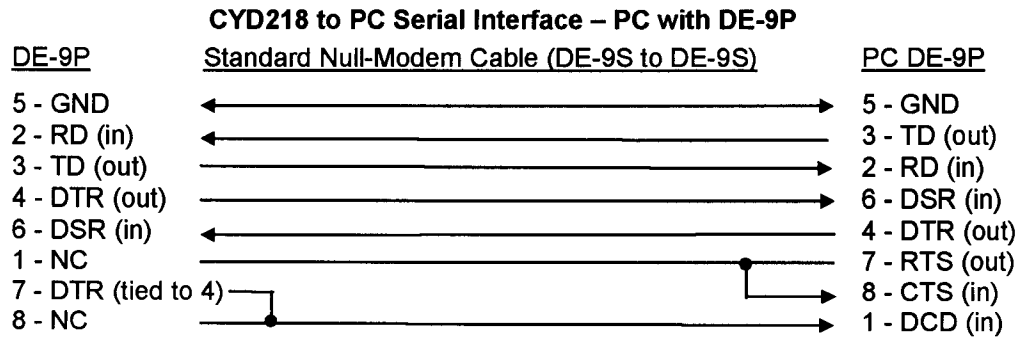 CYD218 to PC Serial Interface – PC with DE-9P
DE-9P Standard Null-Modem Cable (DE-9S to DE-9S) PC DE-9P
5 - GND 5 - GND
2 - RD (in) 3 - TD (out)
3 - TD (out) 2 - RD (in)
4 - DTR (out) 6 - DSR (in)
6 - DSR (in) 4 - DTR (out)
1 - NC 7 - RTS (out)
7 - DTR (tied to 4) 8 - CTS (in)
8 - NC 1 - DCD (in)